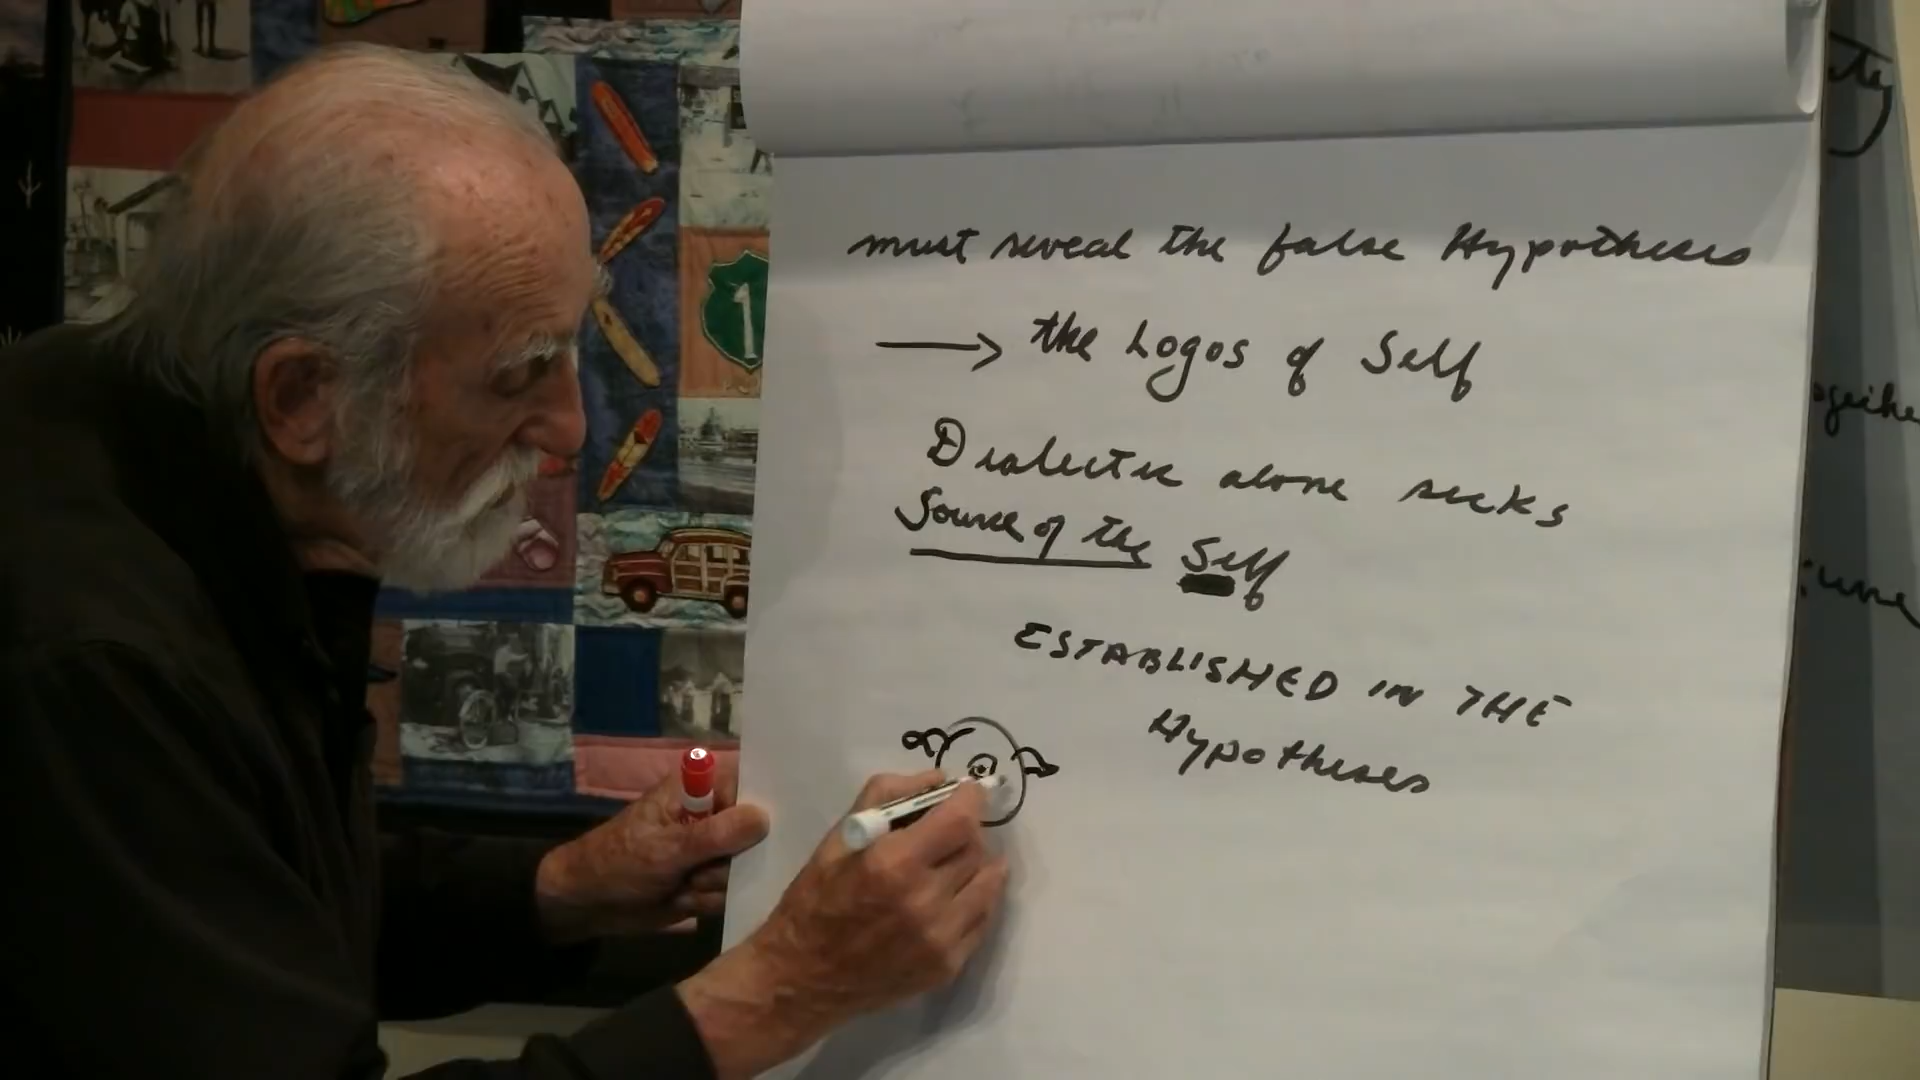 must reveal the false Hypothesis
the Logos of Self
Dialectic alone seeks
Source of the Self
ESTABLISHED IN THE
Hypotheses
1